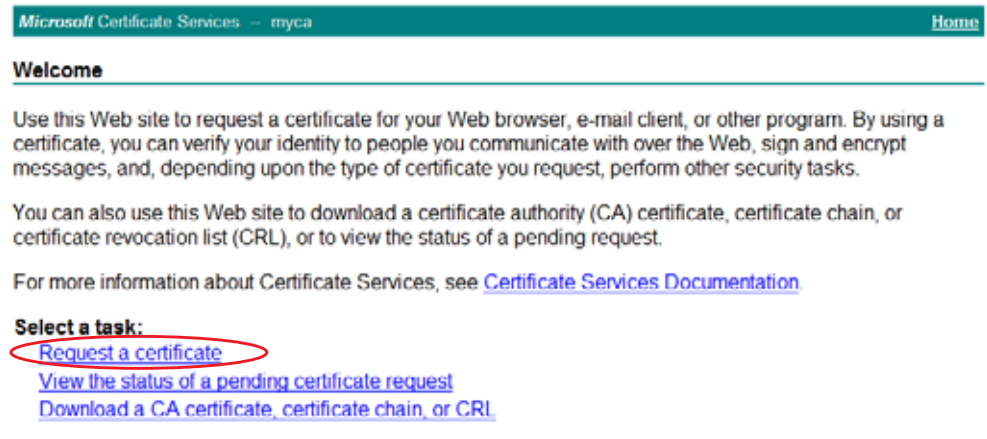 Microsoft Certificate Services -- myca Home
Welcome
Use this Web site to request a certificate for your Web browser, e-mail client, or other program. By using a
certificate, you can verify your identity to people you communicate with over the Web, sign and encrypt
messages, and, depending upon the type of certificate you request, perform other security tasks.
You can also use this Web site to download a certificate authority (CA) certificate, certificate chain, or
certificate revocation list (CRL), or to view the status of a pending request.
For more information about Certificate Services, see Certificate Services Documentation.
Select a task:
Request a certificate
View the status of a pending certificate request
Download a CA certificate, certificate chain, or CRL